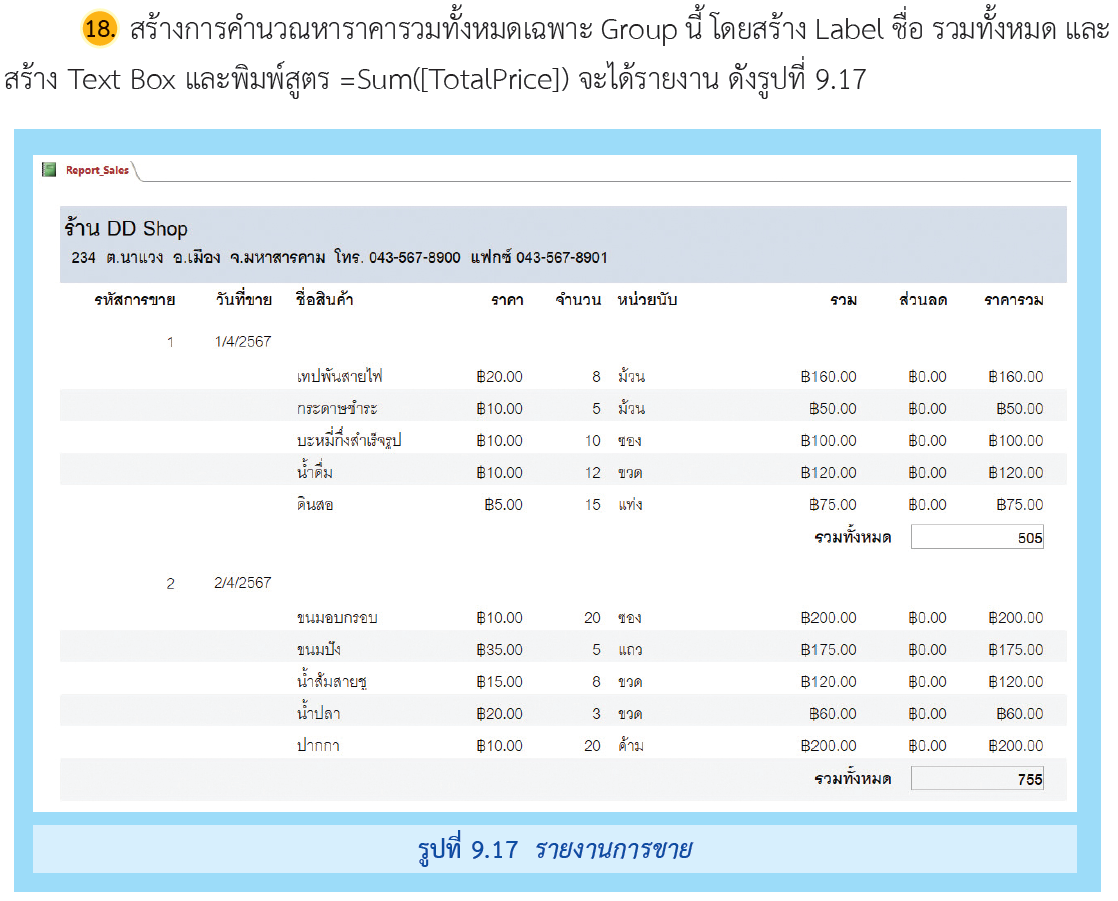 18. สร้างการคำนวณหาราคารวมทั้งหมดเฉพาะ Group นี้ โดยสร้าง Label ชื่อ รวมทั้งหมด และ
สร้าง Text Box และพิมพ์สูตร =Sum([TotalPrice]) จะได้รายงาน ดังรูปที่ 9.17
Report_Sales
ร้าน DD Shop
234 ต.นาแวง อ.เมือง จ.มหาสารคาม โทร. 043-567-8900 แฟกซ์ 043-567-8901
รหัสการขาย วันที่ขาย ชื่อสินค้า ราคา จำนวน หน่วยนับ รวม ส่วนลด ราคารวม
1 1/4/2567
เทปพันสายไฟ ฿20.00 8 ม้วน ฿160.00 ฿0.00 ฿160.00
กระดาษชำระ ฿10.00 5 ม้วน ฿50.00 ฿0.00 ฿50.00
บะหมี่กึ่งสำเร็จรูป ฿10.00 10 ซอง ฿100.00 ฿0.00 ฿100.00
น้ำดื่ม ฿10.00 12 ขวด ฿120.00 ฿0.00 ฿120.00
ดินสอ ฿5.00 15 แท่ง ฿75.00 ฿0.00 ฿75.00
รวมทั้งหมด 505
2 2/4/2567
ขนมอบกรอบ ฿10.00 20 ซอง ฿200.00 ฿0.00 ฿200.00
ขนมปัง ฿35.00 5 แถว ฿175.00 ฿0.00 ฿175.00
น้ำส้มสายชู ฿15.00 8 ขวด ฿120.00 ฿0.00 ฿120.00
น้ำปลา ฿20.00 3 ขวด ฿60.00 ฿0.00 ฿60.00
ปากกา ฿10.00 20 ด้าม ฿200.00 ฿0.00 ฿200.00
รวมทั้งหมด 755
รูปที่ 9.17 รายงานการขาย